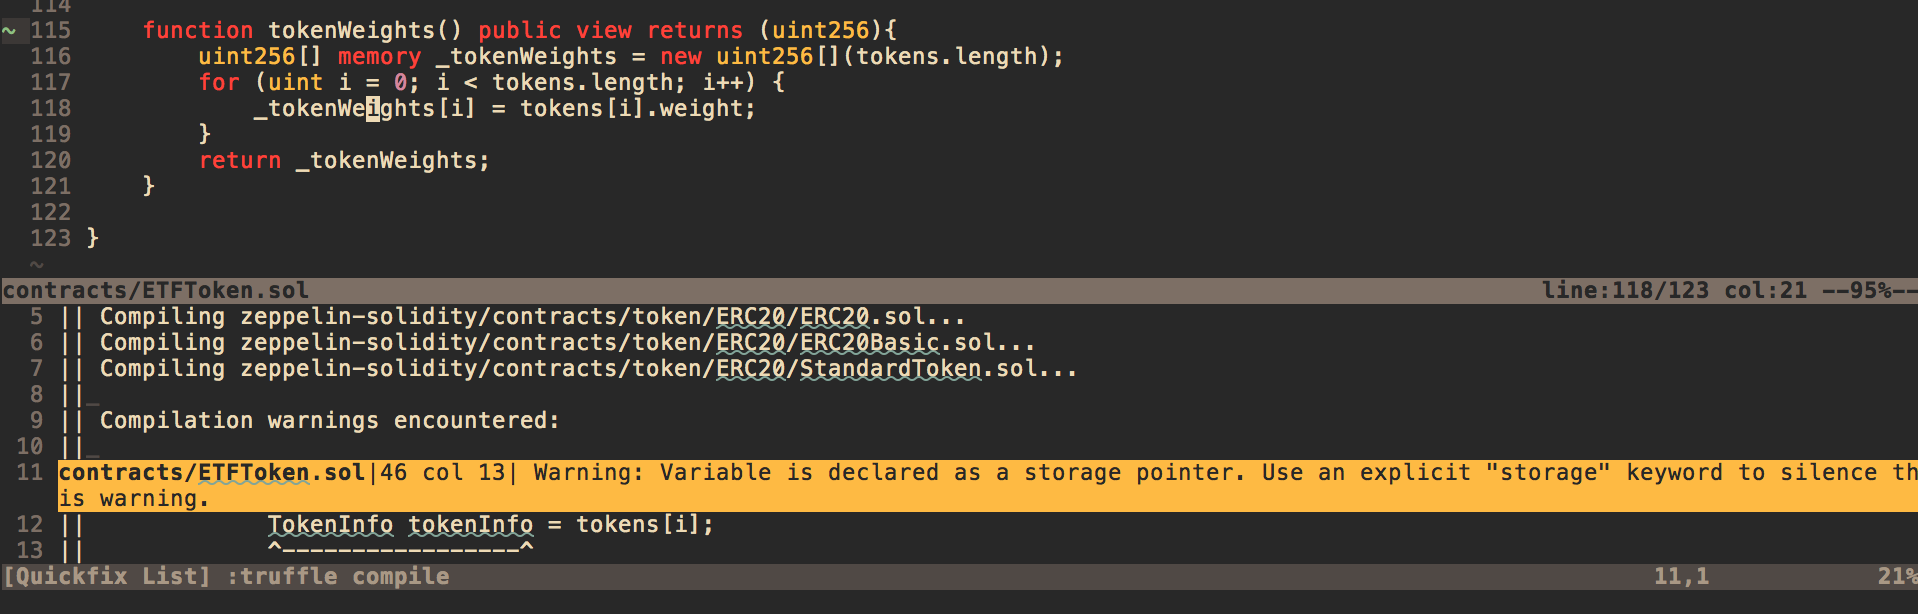 114
~ 115     function tokenWeights() public view returns (uint256){
116         uint256[] memory _tokenWeights = new uint256[](tokens.length);
117         for (uint i = 0; i < tokens.length; i++) {
118             _tokenWeights[i] = tokens[i].weight;
119         }
120         return _tokenWeights;
121     }
122
123 }
~
contracts/ETFToken.sol line:118/123 col:21 --95%--
5 || Compiling zeppelin-solidity/contracts/token/ERC20/ERC20.sol...
6 || Compiling zeppelin-solidity/contracts/token/ERC20/ERC20Basic.sol...
7 || Compiling zeppelin-solidity/contracts/token/ERC20/StandardToken.sol...
8 ||_
9 || Compilation warnings encountered:
10 ||_
11 contracts/ETFToken.sol|46 col 13| Warning: Variable is declared as a storage pointer. Use an explicit "storage" keyword to silence th
is warning.
12 ||             TokenInfo tokenInfo = tokens[i];
13 ||             ^-----------------^
[Quickfix List] :truffle compile 11,1 21%